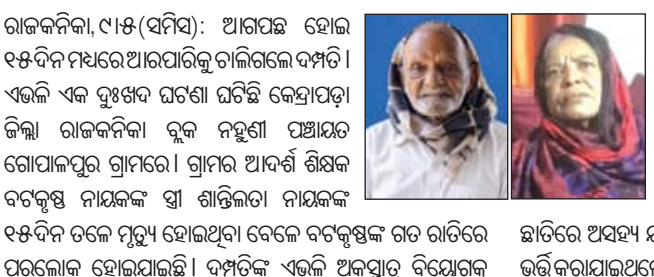 ରାଜକନିକା,୯।୫(ସମିସ): ଆଗପଛ ହୋଇ
୧୫ଦିନ ମଧ୍ୟରେ ଆରପାରିକୁ ଚାଲିଗଲେ ଦମ୍ପତି।
ଏଭଳି ଏକ ଦୁଃଖଦ ଘଟଣା ଘଟିଛି କେନ୍ଦ୍ରାପଡ଼ା
ଜିଲ୍ଲା ରାଜକନିକା ବ୍ଲକ ନହୁଣୀ ପଞ୍ଚାୟତ
ଗୋପାଳପୁର ଗ୍ରାମରେ। ଗ୍ରାମର ଆଦର୍ଶ ଶିକ୍ଷକ
ବଟକୃଷ୍ଣ ନାୟକଙ୍କ ସ୍ତ୍ରୀ ଶାନ୍ତିଲତା ନାୟକଙ୍କ
୧୫ଦିନ ତଳେ ମୃତ୍ୟୁ ହୋଇଥିବା ବେଳେ ବଟକୃଷ୍ଣଙ୍କ ଗତ ରାତିରେ
ପରଲୋକ ହୋଇଯାଇଛି। ଦମ୍ପତିଙ୍କ ଏଭଳି ଅକସ୍ମାତ ବିୟୋଗକୁ
ଛାତିରେ ଅସହ୍ୟ
ଭର୍ତ୍ତି କରାଯାଇଥିଲେ